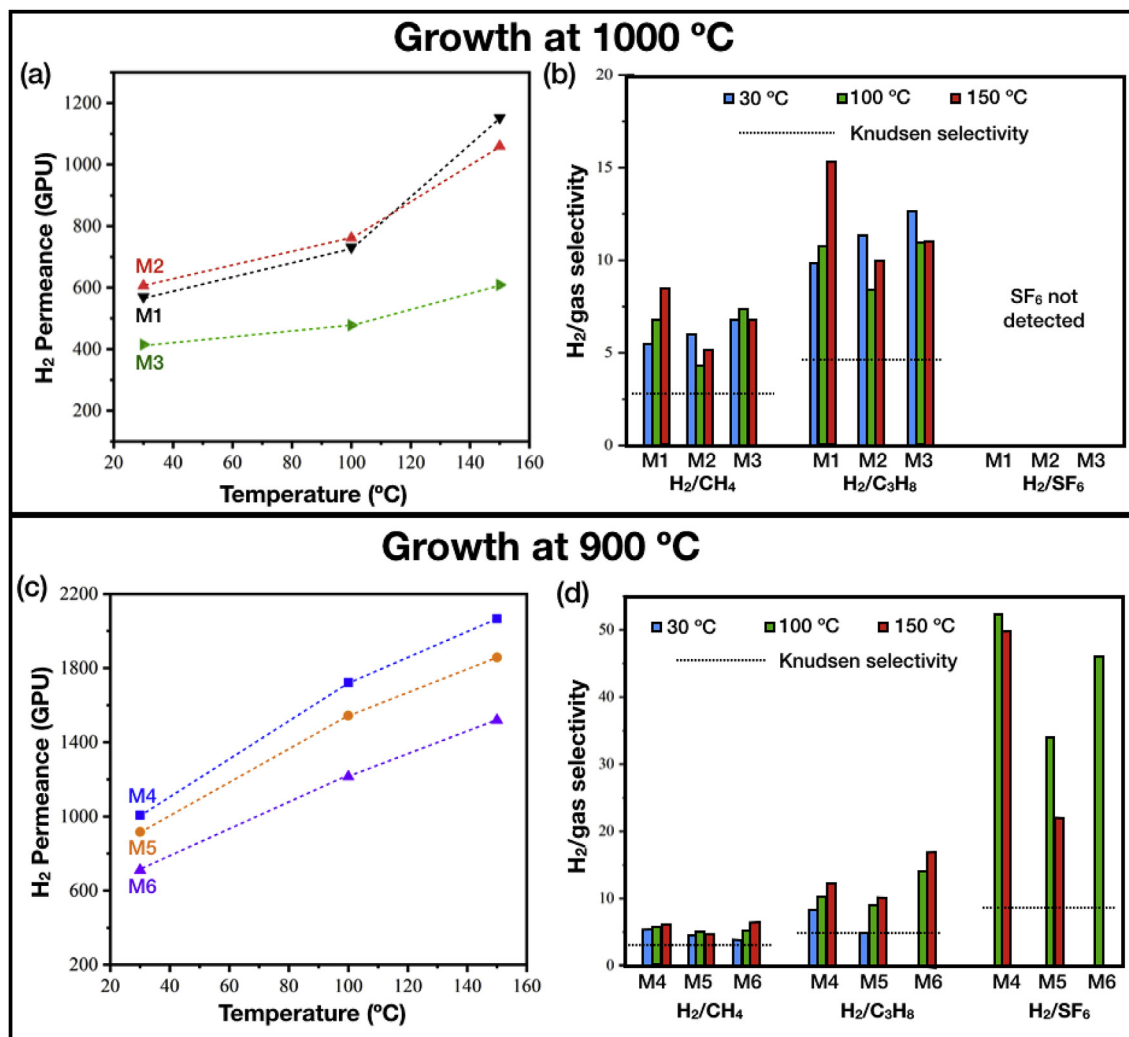 Growth at 1000 ºC
(a)
H2 Permeance (GPU)
1200
1000
800
600
400
200
M2
M1
M3
20 40 60 80 100 120 140 160
Temperature (ºC)
(b)
H2/gas selectivity
20
15
10
5
0
30 ºC 100 ºC 150 ºC
Knudsen selectivity
SF6 not
detected
M1 M2 M3 M1 M2 M3 M1 M2 M3
H2/CH4 H2/C3H8 H2/SF6
Growth at 900 ºC
(c)
H2 Permeance (GPU)
2200
1800
1400
1000
600
200
M4
M5
M6
20 40 60 80 100 120 140 160
Temperature (ºC)
(d)
H2/gas selectivity
50
40
30
20
10
0
30 ºC 100 ºC 150 ºC
Knudsen selectivity
M4 M5 M6 M4 M5 M6 M4 M5 M6
H2/CH4 H2/C3H8 H2/SF6